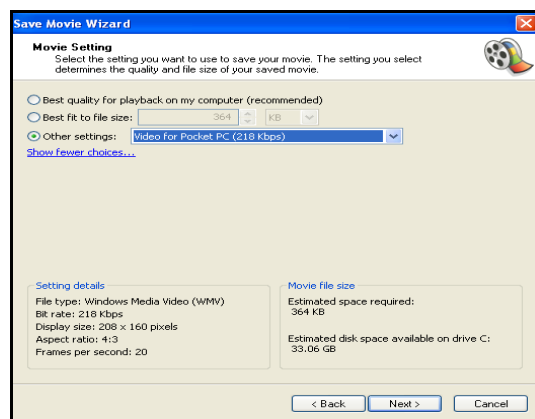 Save Movie Wizard
Movie Setting
Select the setting you want to use to save your movie. The setting you select
determines the quality and file size of your saved movie.
Best quality for playback on my computer (recommended)
Best fit to file size: 364 KB
Other settings: Video for Pocket PC (218 Kbps)
Show fewer choices...
Setting details
File type: Windows Media Video (WMV)
Bit rate: 218 Kbps
Display size: 208 x 160 pixels
Aspect ratio: 4:3
Frames per second: 20
Movie file size
Estimated space required:
364 KB
Estimated disk space available on drive C:
33.06 GB
< Back Next > Cancel